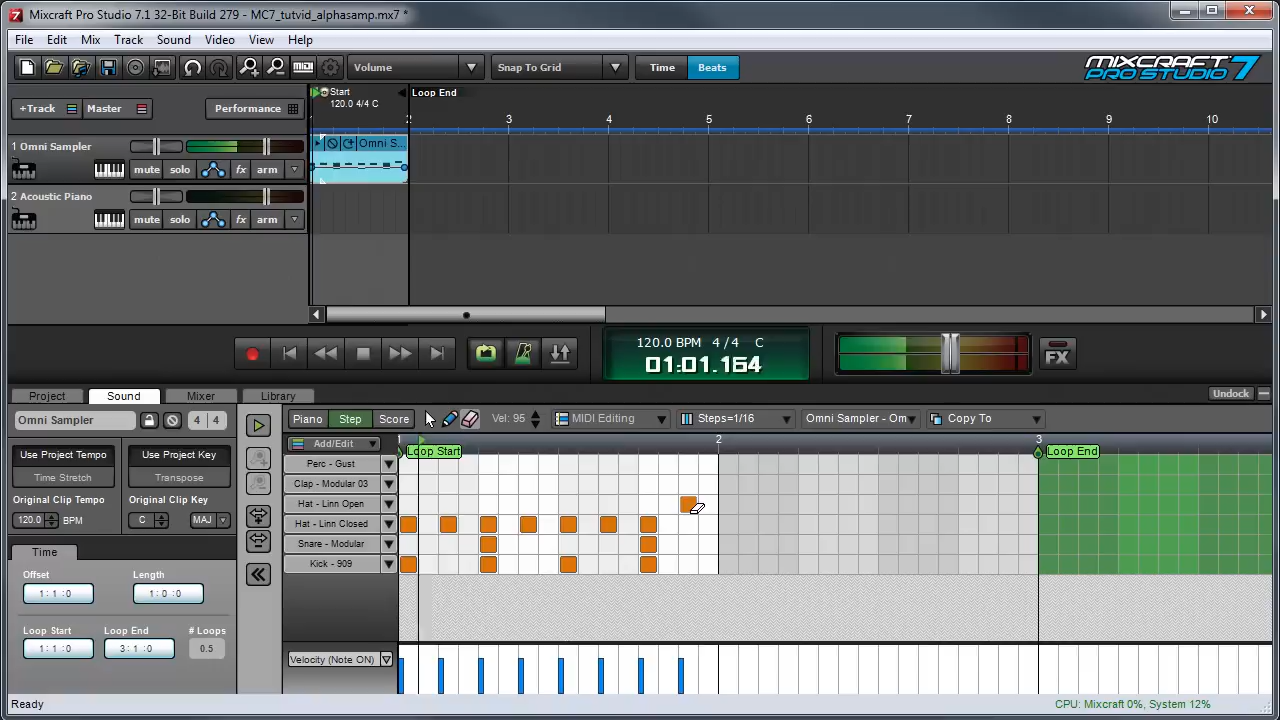 Mixcraft Pro Studio 7.1 32-Bit Build 279 - MC7_tutvid_alphasamp.mx7 *
File Edit Mix Track Sound Video View Help
Volume Snap To Grid Time Beats MIXCRAFT PRO STUDIO 7
+Track Master Performance Start Loop End
120.0 4/4 C
2 3 4 5 6 7 8 9 10
1 Omni Sampler Omni S...
mute solo fx arm
2 Acoustic Piano
mute solo fx arm
120.0 BPM 4/4 C
01:01.164
FX
Project Sound Mixer Library Undock
Omni Sampler 4 4 Piano Step Score Vel: 95 MIDI Editing Steps=1/16 Omni Sampler - Om Copy To
Add/Edit 1 2 3
Loop Start Loop End
Use Project Tempo Use Project Key
Time Stretch Transpose
Original Clip Tempo Original Clip Key
120.0 BPM C MAJ
Perc - Gust
Clap - Modular 03
Hat - Linn Open
Hat - Linn Closed
Snare - Modular
Kick - 909
Time
Offset Length
1:1:0 1:0:0
Loop Start Loop End # Loops
1:1:0 3:1:0 0.5
Velocity (Note ON)
Ready CPU: Mixcraft 0%, System 12%